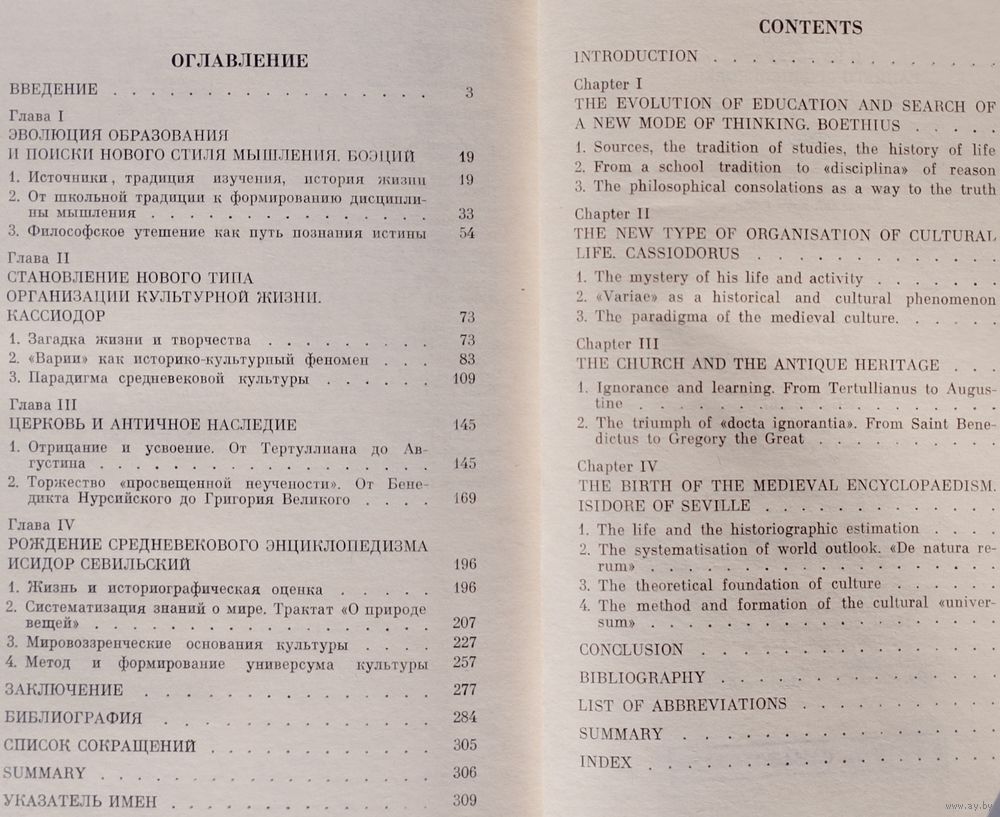 ОГЛАВЛЕНИЕ
ВВЕДЕНИЕ . . . . . . . . . . . . . . . . . 3
Глава I
ЭВОЛЮЦИЯ ОБРАЗОВАНИЯ
И ПОИСКИ НОВОГО СТИЛЯ МЫШЛЕНИЯ. БОЭЦИЙ 19
1. Источники, традиция изучения, история жизни 19
2. От школьной традиции к формированию дисципли-
ны мышления . . . . . . . . . . . . . . . 33
3. Философское утешение как путь познания истины 54
Глава II
СТАНОВЛЕНИЕ НОВОГО ТИПА
ОРГАНИЗАЦИИ КУЛЬТУРНОЙ ЖИЗНИ.
КАССИОДОР 73
1. Загадка жизни и творчества . . . . . . . . . 73
2. «Варии» как историко-культурный феномен . . . 83
3. Парадигма средневековой культуры . . . . . . 109
Глава III
ЦЕРКОВЬ И АНТИЧНОЕ НАСЛЕДИЕ 145
1. Отрицание и усвоение. От Тертуллиана до Ав-
густина . . . . . . . . . . . . . . . . . . 145
2. Торжество «просвещенной неучености». От Бене-
дикта Нурсийского до Григория Великого . . . . 169
Глава IV
РОЖДЕНИЕ СРЕДНЕВЕКОВОГО ЭНЦИКЛОПЕДИЗМА
ИСИДОР СЕВИЛЬСКИЙ 196
1. Жизнь и историографическая оценка . . . . . 196
2. Систематизация знаний о мире. Трактат «О природе
вещей» . . . . . . . . . . . . . . . . . . 207
3. Мировоззренческие основания культуры . . . . 227
4. Метод и формирование универсума культуры 257
ЗАКЛЮЧЕНИЕ . . . . . . . . . . . . . . . . 277
БИБЛИОГРАФИЯ . . . . . . . . . . . . . . . 284
СПИСОК СОКРАЩЕНИЙ . . . . . . . . . . . . 305
SUMMARY . . . . . . . . . . . . . . . . . . 306
УКАЗАТЕЛЬ ИМЕН . . . . . . . . . . . . . . 309
CONTENTS
INTRODUCTION . . . . . . . . . . . . . . .
Chapter I
THE EVOLUTION OF EDUCATION AND SEARCH OF
A NEW MODE OF THINKING. BOETHIUS . . . . .
1. Sources, the tradition of studies, the history of life
2. From a school tradition to «disciplina» of reason
3. The philosophical consolations as a way to the truth
Chapter II
THE NEW TYPE OF ORGANISATION OF CULTURAL
LIFE. CASSIODORUS . . . . . . . . . . . . .
1. The mystery of his life and activity . . . . . . .
2. «Variae» as a historical and cultural phenomenon
3. The paradigma of the medieval culture. . . . . .
Chapter III
THE CHURCH AND THE ANTIQUE HERITAGE . . .
1. Ignorance and learning. From Tertullianus to Augus-
tine . . . . . . . . . . . . . . . . . . . .
2. The triumph of «docta ignorantia». From Saint Bene-
dictus to Gregory the Great . . . . . . . . . .
Chapter IV
THE BIRTH OF THE MEDIEVAL ENCYCLOPAEDISM.
ISIDORE OF SEVILLE . . . . . . . . . . . . .
1. The life and the historiographic estimation . . . .
2. The systematisation of world outlook. «De natura re-
rum» . . . . . . . . . . . . . . . . . . .
3. The theoretical foundation of culture . . . . . .
4. The method and formation of the cultural «univer-
sum» . . . . . . . . . . . . . . . . . . .
CONCLUSION . . . . . . . . . . . . . . . .
BIBLIOGRAPHY . . . . . . . . . . . . . . .
LIST OF ABBREVIATIONS . . . . . . . . . . .
SUMMARY . . . . . . . . . . . . . . . . .
INDEX . . . . . . . . . . . . . . . . . . .
www.ay.by